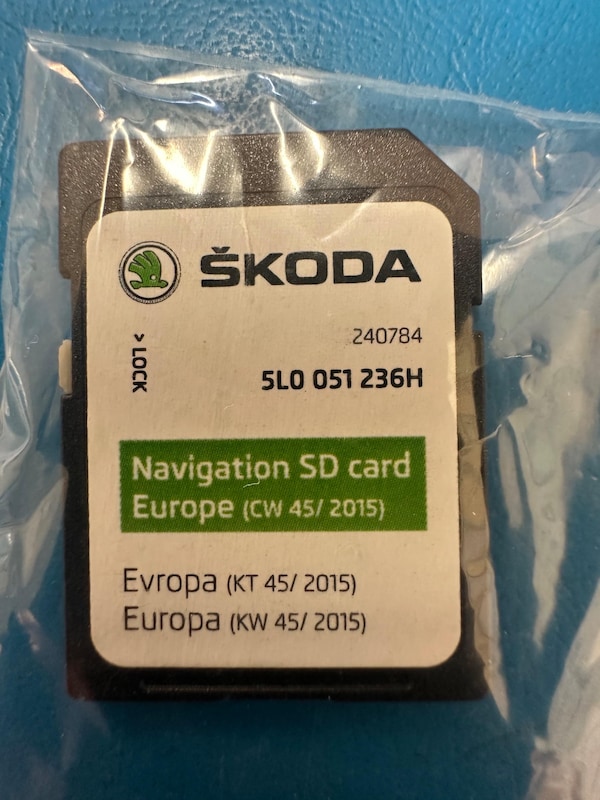 ŠKODA
240784
> LOCK
5L0 051 236H
Navigation SD card
Europe (CW 45/ 2015)
Evropa (KT 45/ 2015)
Europa (KW 45/ 2015)